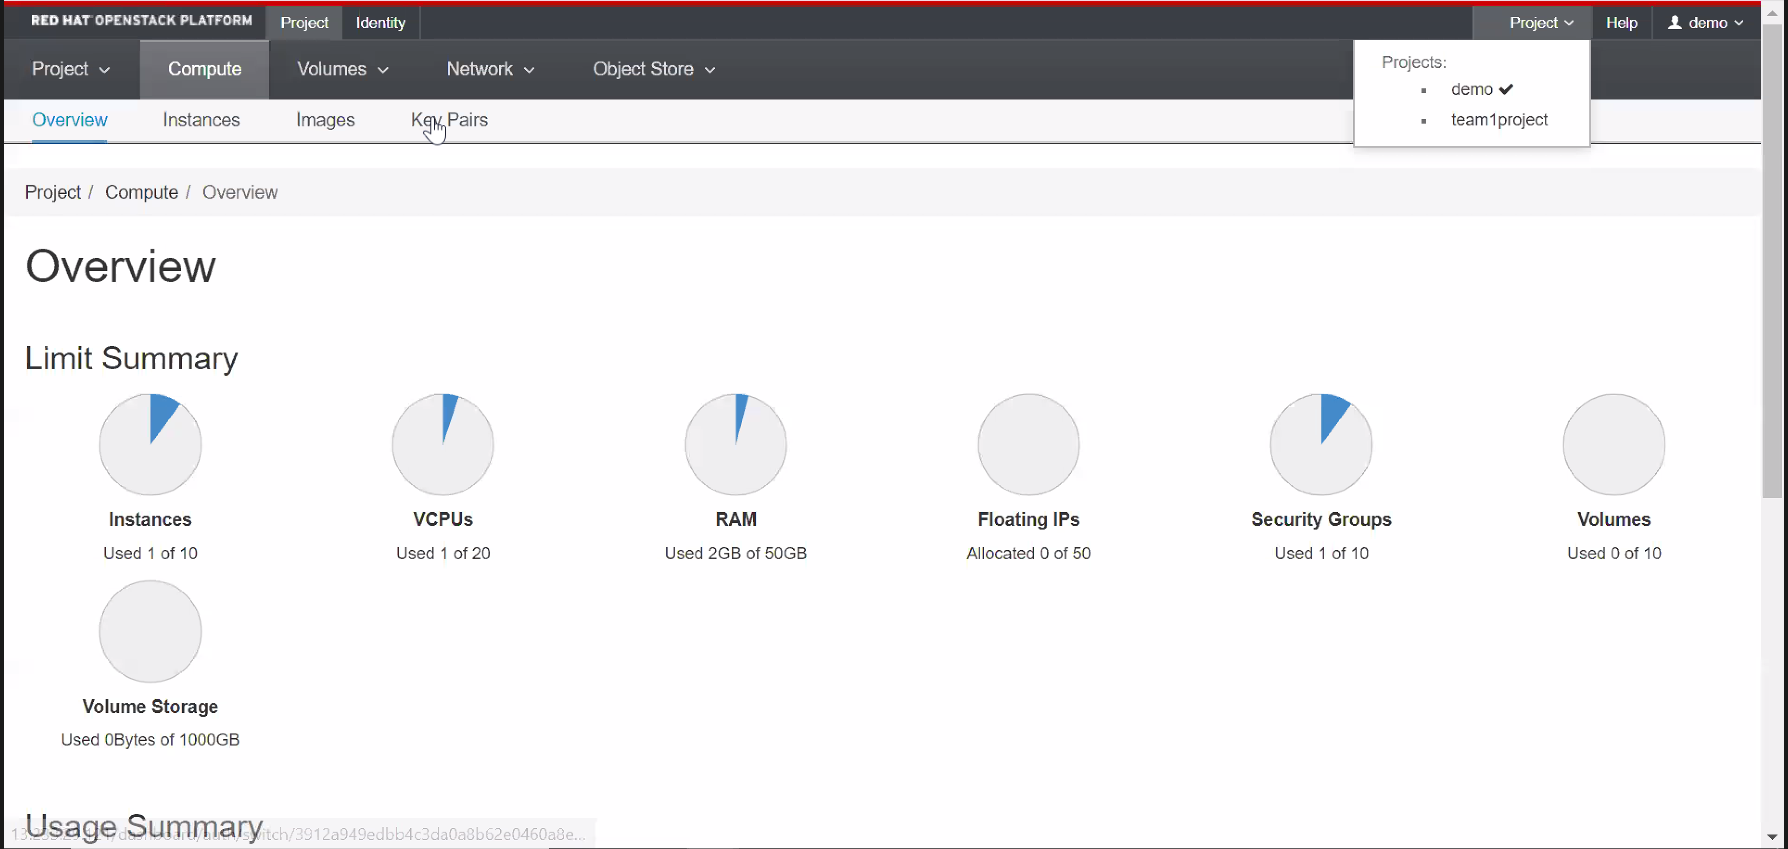 RED HAT OPENSTACK PLATFORM Project Identity Project Help demo
Project Compute Volumes Network Object Store
Projects:
demo
team1project
Overview Instances Images Key Pairs
Project / Compute / Overview
Overview
Limit Summary
Instances VCPUs RAM Floating IPs Security Groups Volumes
Used 1 of 10 Used 1 of 20 Used 2GB of 50GB Allocated 0 of 50 Used 1 of 10 Used 0 of 10
Volume Storage
Used 0Bytes of 1000GB
Usage Summary